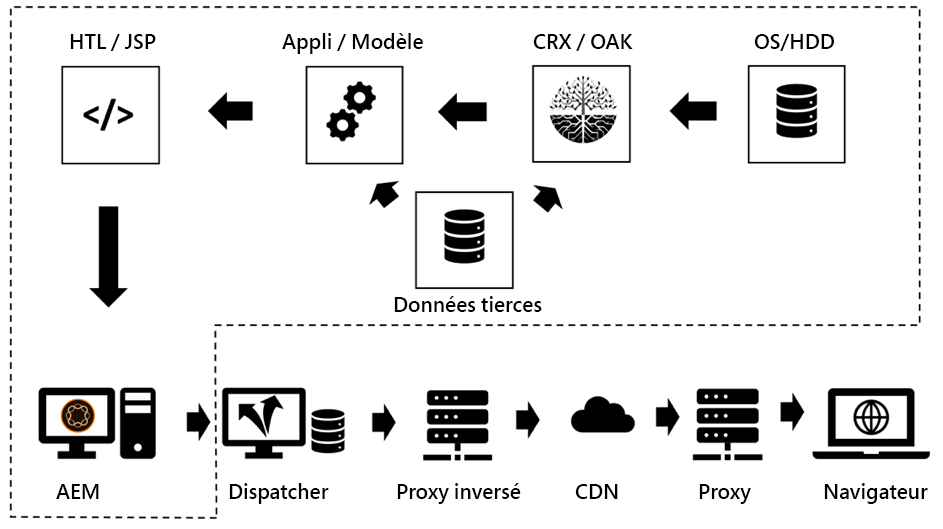 HTL / JSP
Appli / Modèle
CRX / OAK
OS/HDD
</>
Données tierces
AEM
Dispatcher
Proxy inversé
CDN
Proxy
Navigateur